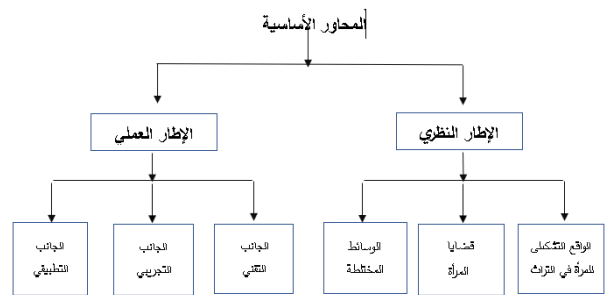 المحاور الأساسية
الإطار النظري
الإطار العملي
الواقع التشكيلى
للمرأة في التراث
قضايا
المرأة
الوسائط
المختلطة
الجانب
التقني
الجانب
التجريبي
الجانب
التطبيقي